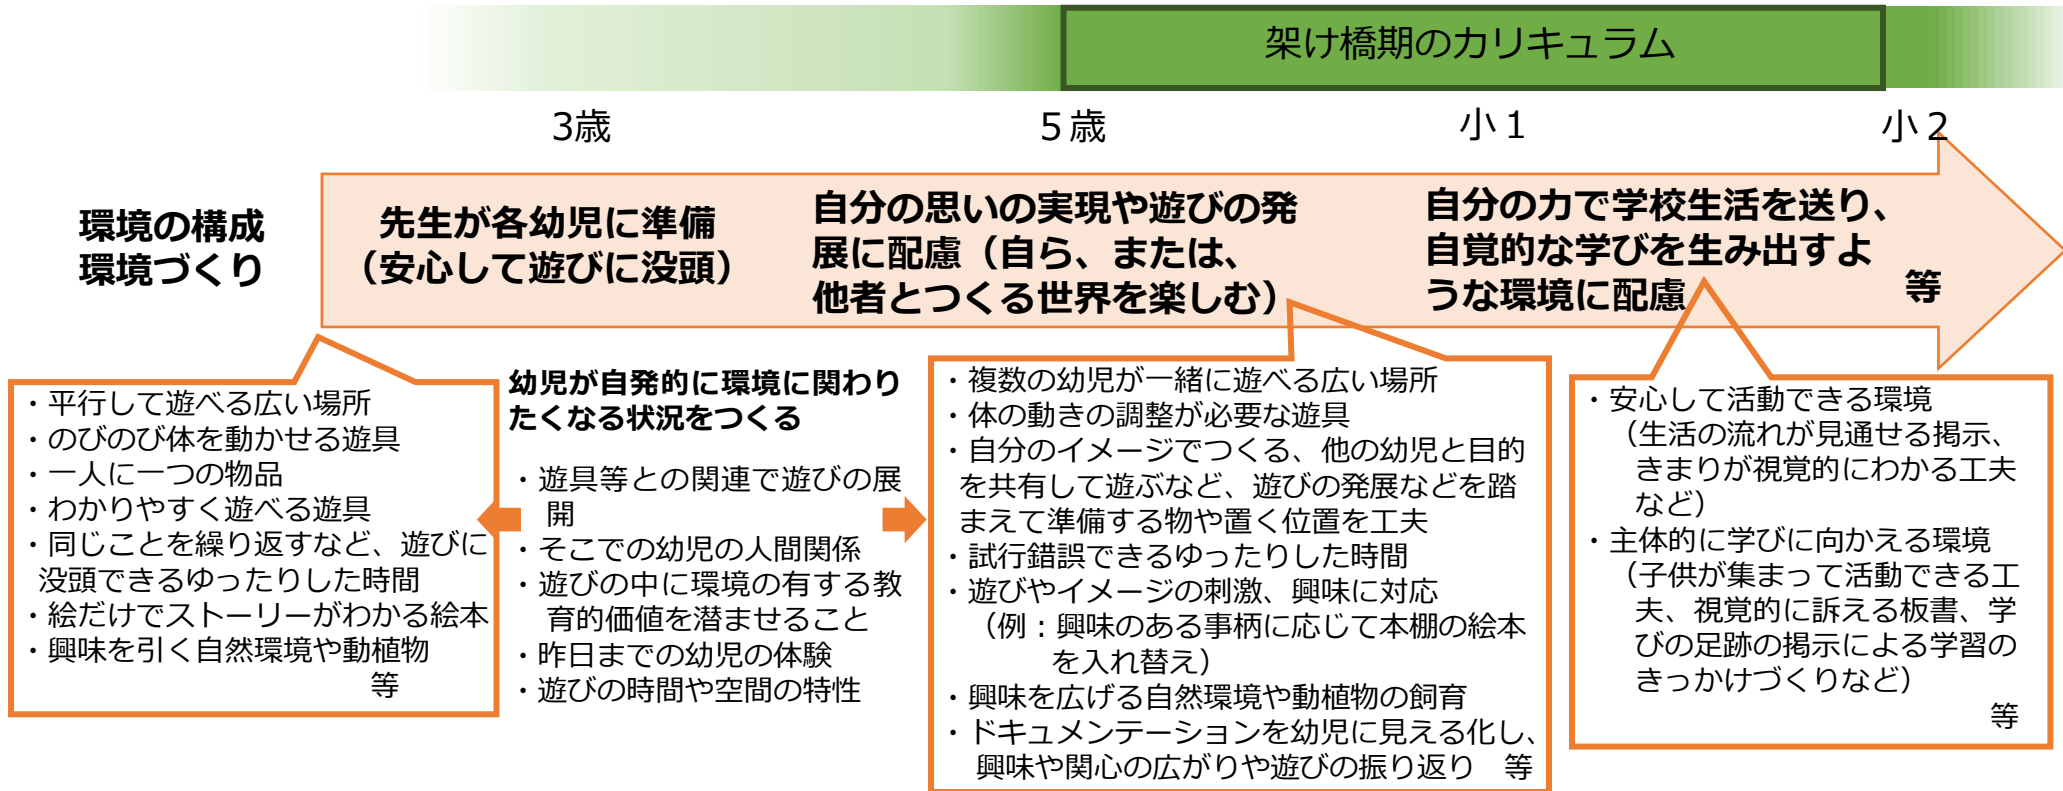 架け橋期のカリキュラム
3歳
５歳
小１
小２
環境の構成
環境づくり
先生が各幼児に準備
（安心して遊びに没頭）
自分の思いの実現や遊びの発
展に配慮（自ら、または、
他者とつくる世界を楽しむ）
自分の力で学校生活を送り、
自覚的な学びを生み出すよ
うな環境に配慮
等
・平行して遊べる広い場所
・のびのび体を動かせる遊具
・一人に一つの物品
・わかりやすく遊べる遊具
・同じことを繰り返すなど、遊びに
没頭できるゆったりした時間
・絵だけでストーリーがわかる絵本
・興味を引く自然環境や動植物
等
幼児が自発的に環境に関わり
たくなる状況をつくる
・遊具等との関連で遊びの展
開
・そこでの幼児の人間関係
・遊びの中に環境の有する教
育的価値を潜ませること
・昨日までの幼児の体験
・遊びの時間や空間の特性
・複数の幼児が一緒に遊べる広い場所
・体の動きの調整が必要な遊具
・自分のイメージでつくる、他の幼児と目的
を共有して遊ぶなど、遊びの発展などを踏
まえて準備する物や置く位置を工夫
・試行錯誤できるゆったりした時間
・遊びやイメージの刺激、興味に対応
（例：興味のある事柄に応じて本棚の絵本
を入れ替え）
・興味を広げる自然環境や動植物の飼育
・ドキュメンテーションを幼児に見える化し、
興味や関心の広がりや遊びの振り返り　等
・安心して活動できる環境
（生活の流れが見通せる掲示、
きまりが視覚的にわかる工夫
など）
・主体的に学びに向かえる環境
（子供が集まって活動できる工
夫、視覚的に訴える板書、学
びの足跡の掲示による学習の
きっかけづくりなど）
等